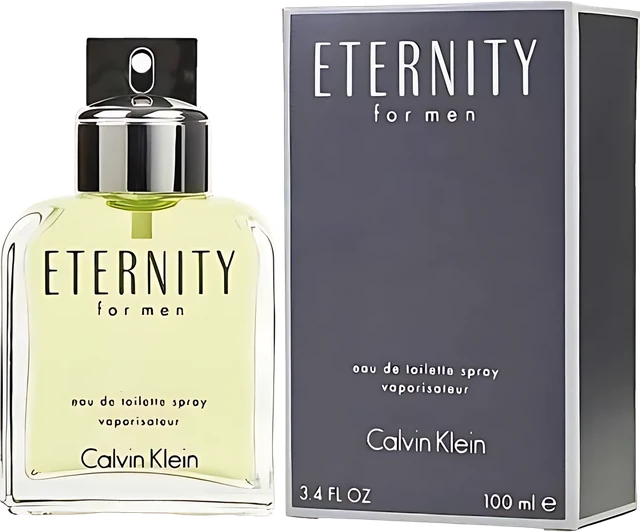 ETERNITY
for men
eau de toilette spray
vaporisateur
Calvin Klein
ETERNITY
for men
eau de toilette spray
vaporisateur
Calvin Klein
3.4 FL OZ
100 ml e